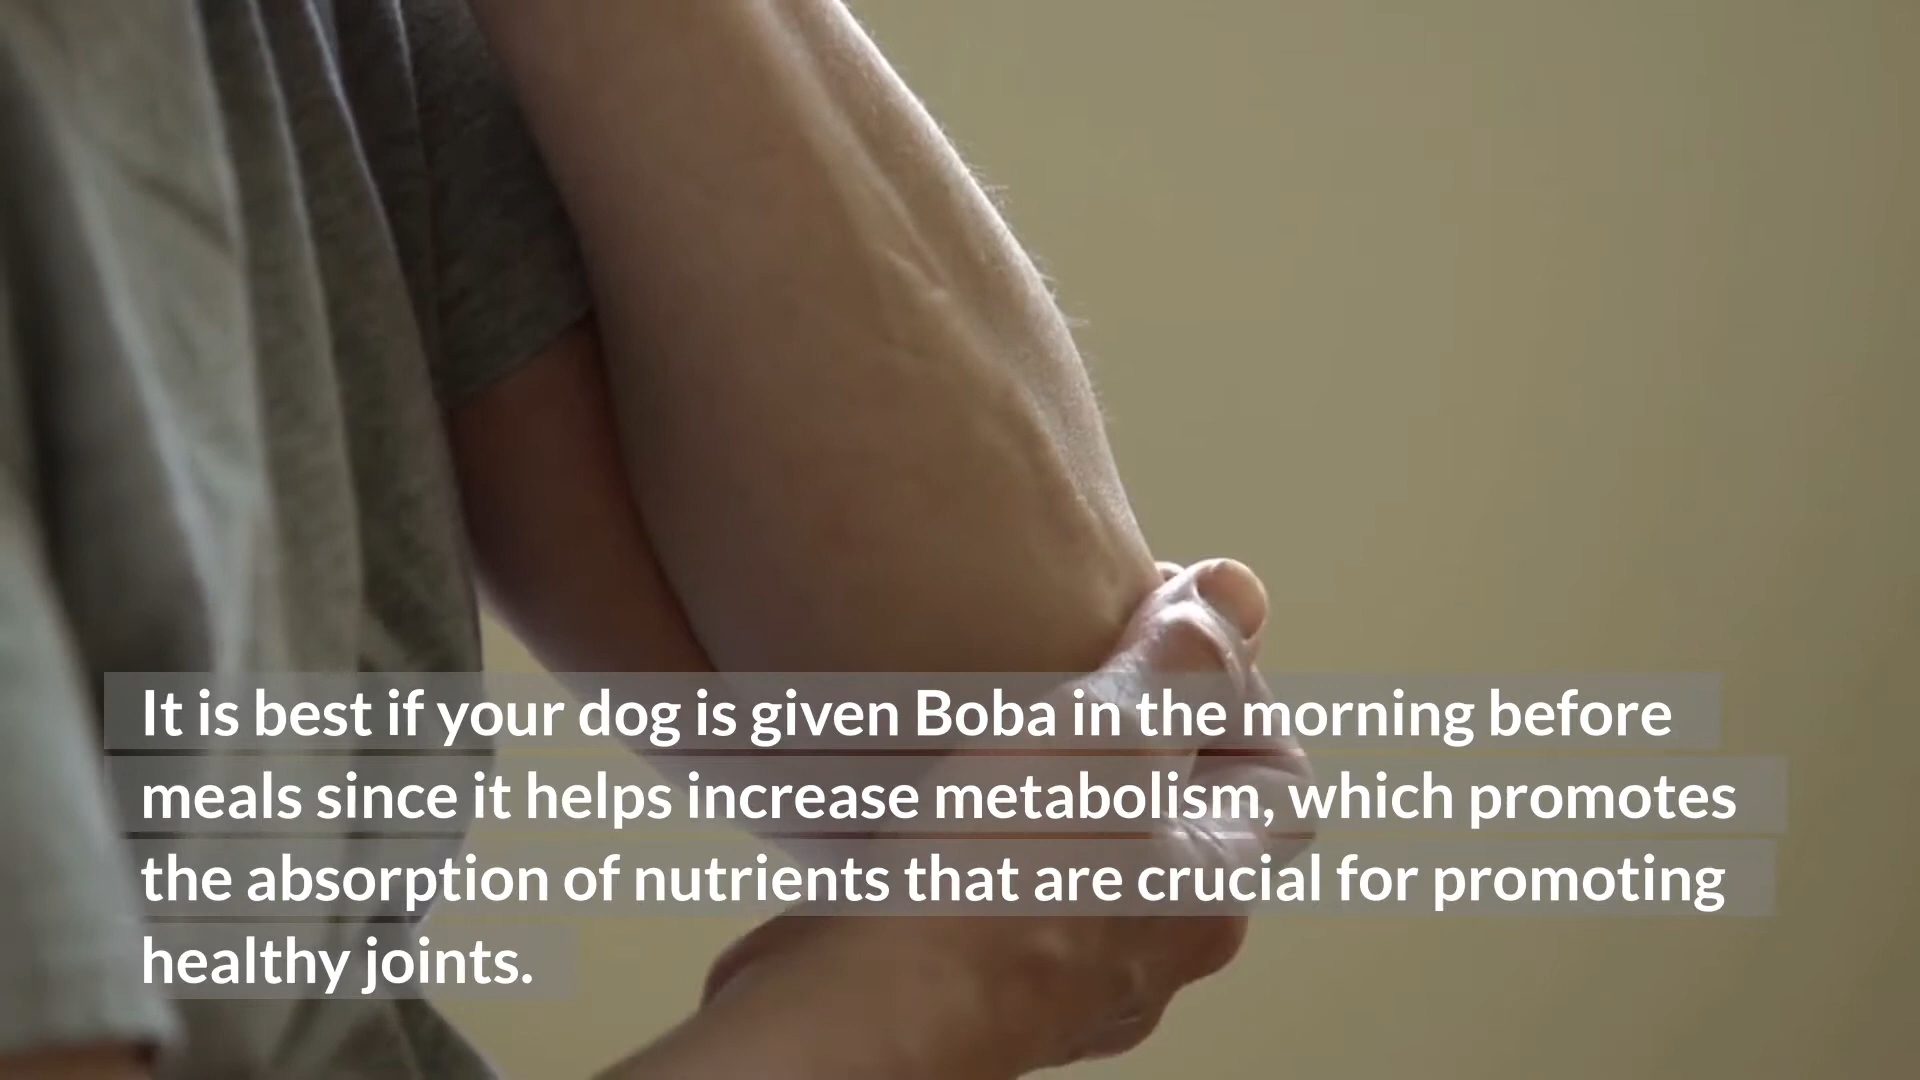 It is best if your dog is given Boba in the morning before
meals since it helps increase metabolism, which promotes
the absorption of nutrients that are crucial for promoting
healthy joints.